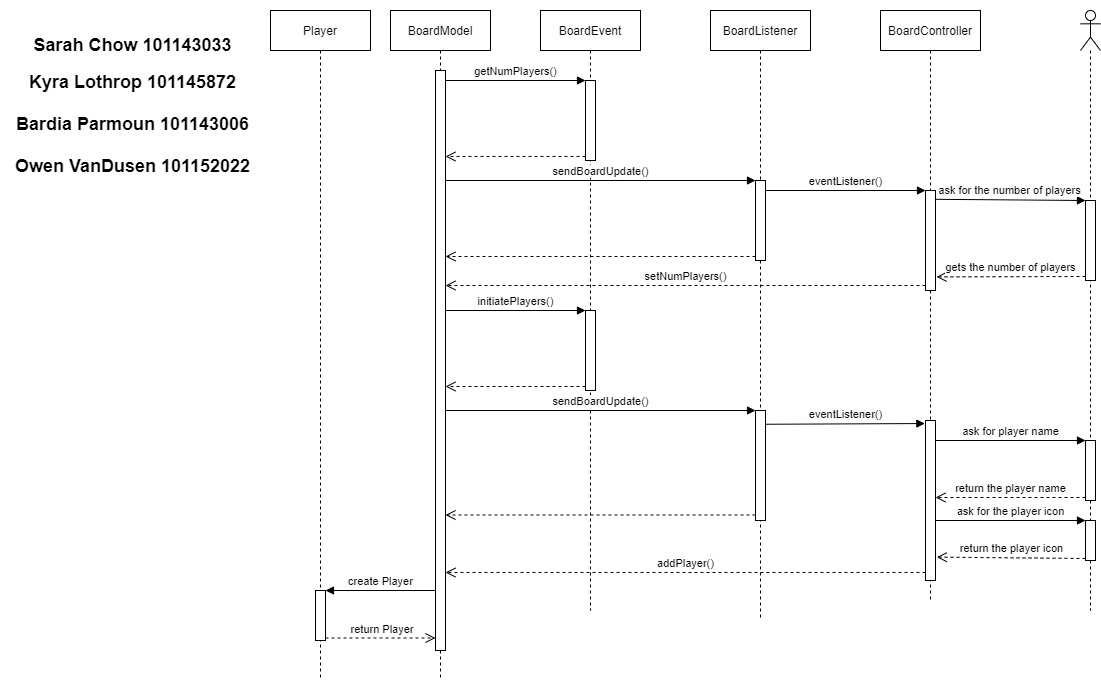 Player
BoardModel
BoardEvent
BoardListener
BoardController
Sarah Chow 101143033
Kyra Lothrop 101145872
Bardia Parmoun 101143006
Owen VanDusen 101152022
getNumPlayers()
sendBoardUpdate()
eventListener()
ask for the number of players
gets the number of players
setNumPlayers()
initiatePlayers()
sendBoardUpdate()
eventListener()
ask for player name
return the player name
ask for the player icon
return the player icon
addPlayer()
create Player
return Player